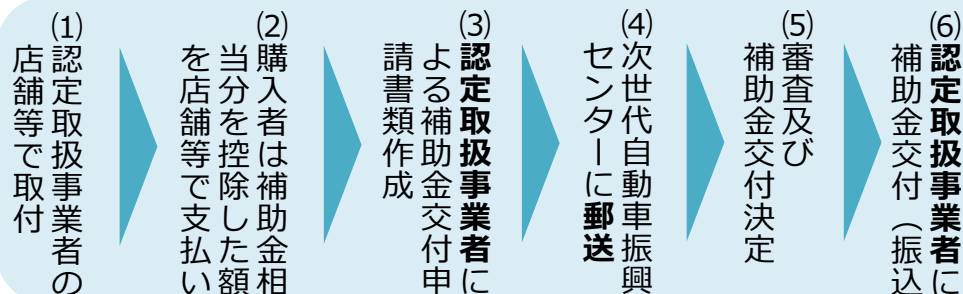 (1)
認定取扱事業者の
店舗等で取付
(2)
購入者は補助金相
当分を控除した額
を店舗等で支払い
(3)
認定取扱事業者に
よる補助金交付申
請書類作成
(4)
次世代自動車振興
センターに郵送
(5)
審査及び
補助金交付決定
(6)
認定取扱事業者に
補助金交付（振込